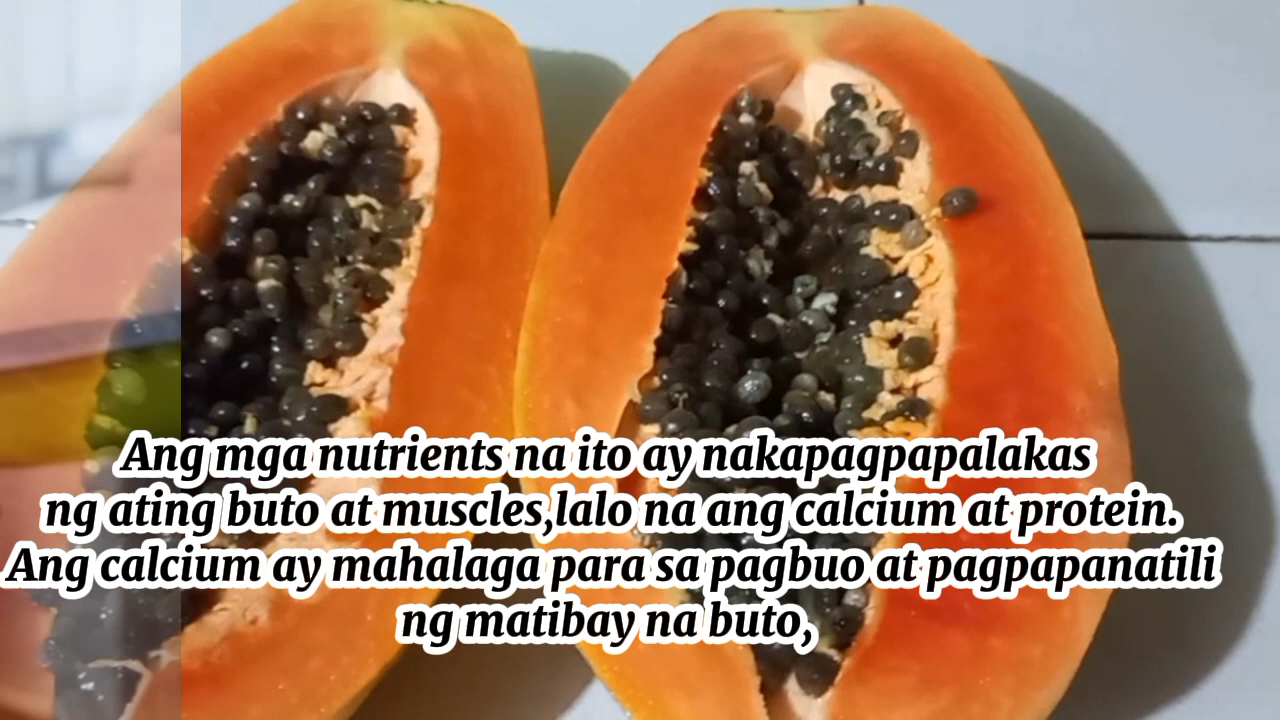 Ang mga nutrients na ito ay nakapagpapalakas
ng ating buto at muscles,lalo na ang calcium at protein.
Ang calcium ay mahalaga para sa pagbuo at pagpapanatili
ng matibay na buto,